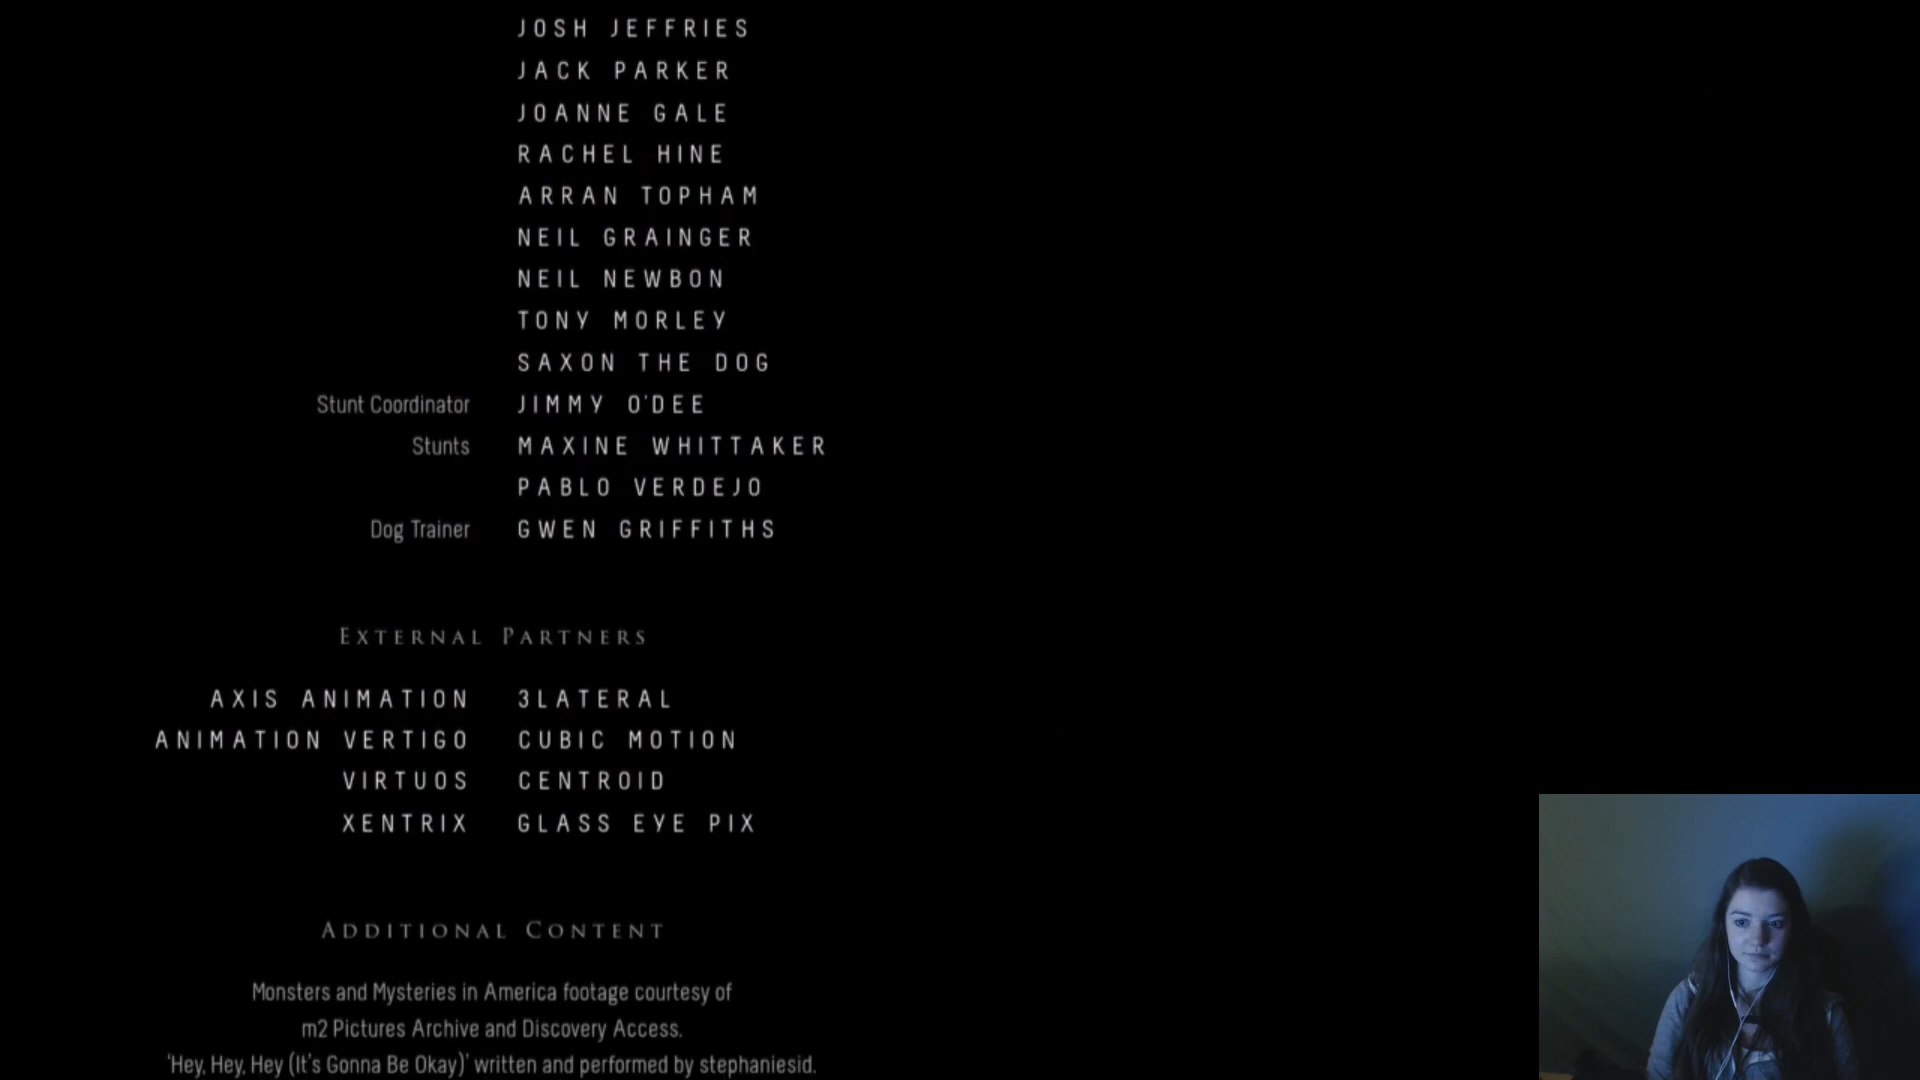 JOSH JEFFRIES
JACK PARKER
JOANNE GALE
RACHEL HINE
ARRAN TOPHAM
NEIL GRAINGER
NEIL NEWBON
TONY MORLEY
SAXON THE DOG
Stunt Coordinator JIMMY O'DEE
Stunts MAXINE WHITTAKER
PABLO VERDEJO
Dog Trainer GWEN GRIFFITHS
EXTERNAL PARTNERS
AXIS ANIMATION 3LATERAL
ANIMATION VERTIGO CUBIC MOTION
VIRTUOS CENTROID
XENTRIX GLASS EYE PIX
ADDITIONAL CONTENT
Monsters and Mysteries in America footage courtesy of
m2 Pictures Archive and Discovery Access.
'Hey, Hey, Hey (It's Gonna Be Okay)' written and performed by stephaniesid.